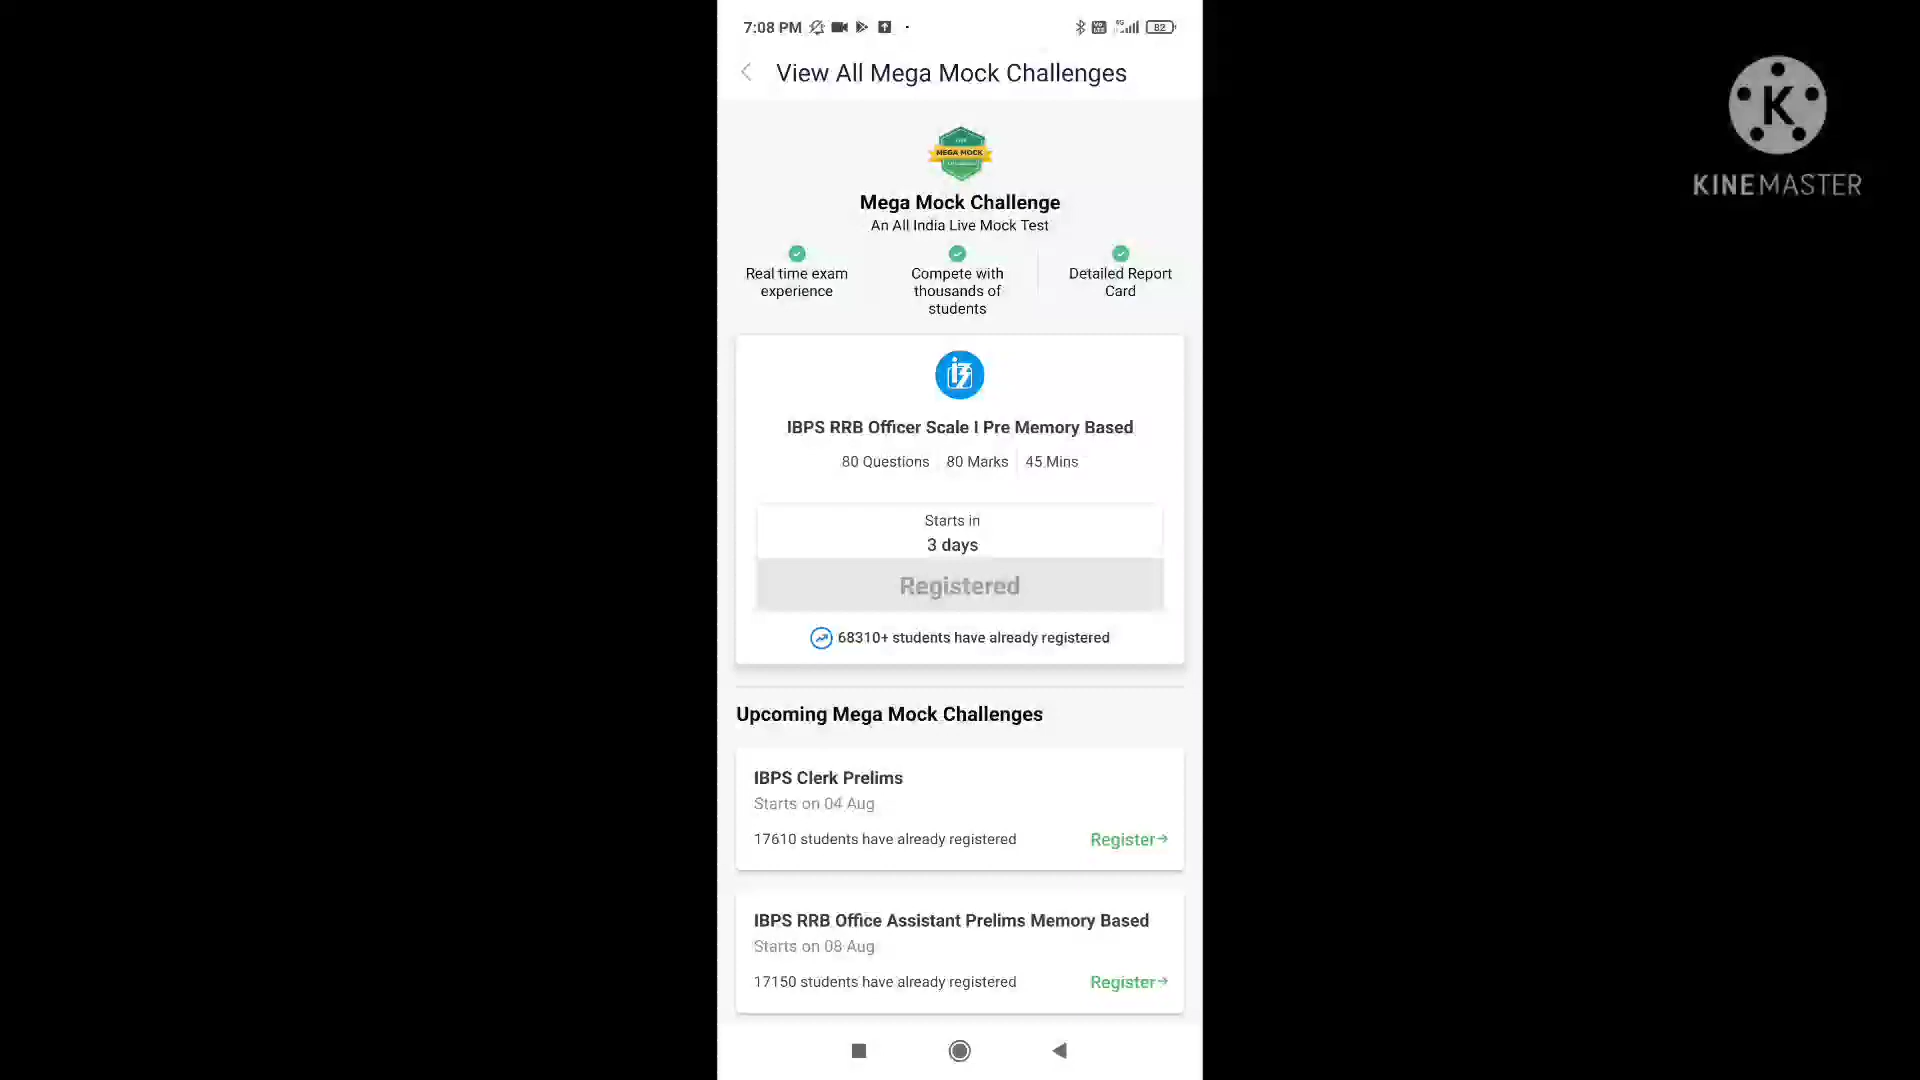 7:08 PM
82
View All Mega Mock Challenges
MEGA MOCK
Mega Mock Challenge
An All India Live Mock Test
Real time exam
experience
Compete with
thousands of
students
Detailed Report
Card
IBPS RRB Officer Scale I Pre Memory Based
80 Questions 80 Marks 45 Mins
Starts in
3 days
Registered
68310+ students have already registered
Upcoming Mega Mock Challenges
IBPS Clerk Prelims
Starts on 04 Aug
17610 students have already registered
Register→
IBPS RRB Office Assistant Prelims Memory Based
Starts on 08 Aug
17150 students have already registered
Register→
K
KINEMASTER